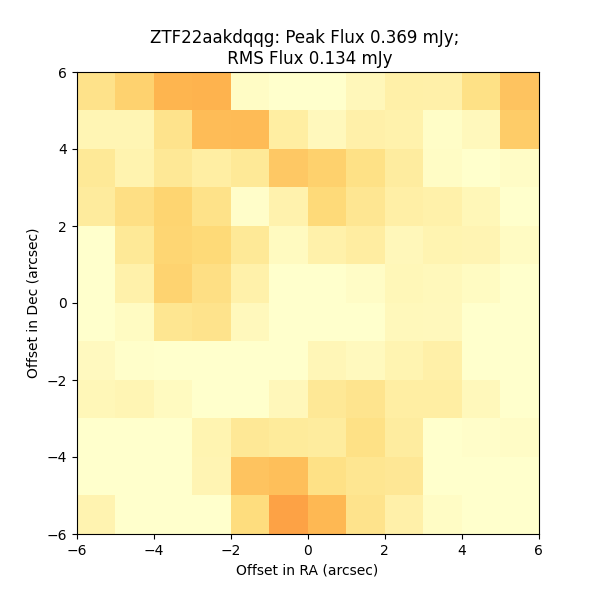 ZTF22aakdqqg: Peak Flux 0.369 mJy;
RMS Flux 0.134 mJy
6
4
2
0
−2
−4
−6
Offset in Dec (arcsec)
−6 −4 −2 0 2 4 6
Offset in RA (arcsec)